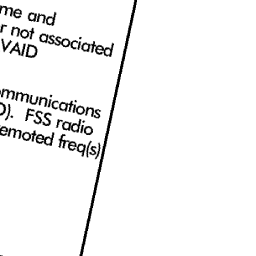 me and
r not associated
VAID
mmunications
). FSS radio
emoted freq(s)